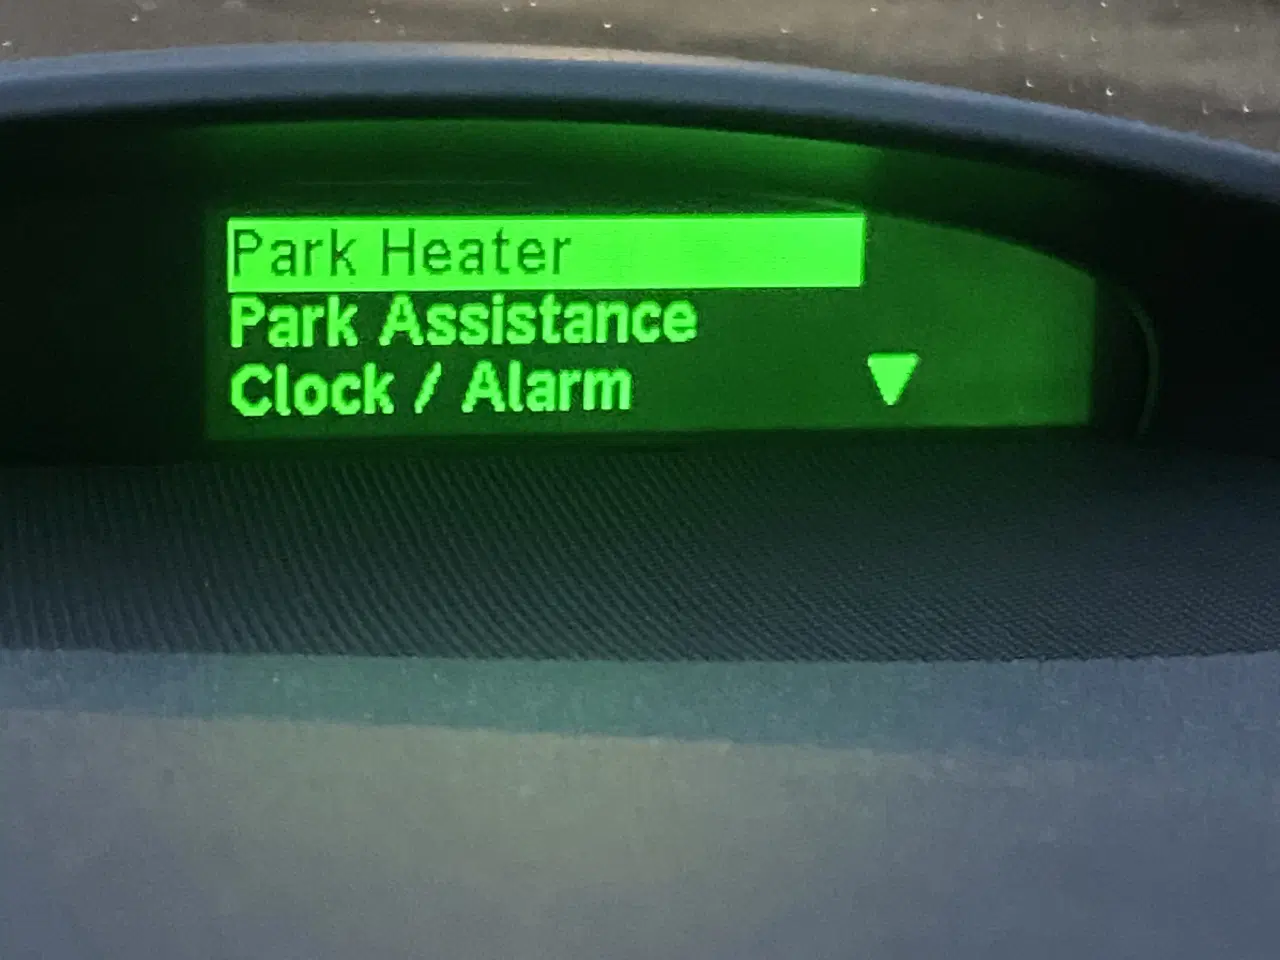 Park Heater
Park Assistance
Clock / Alarm